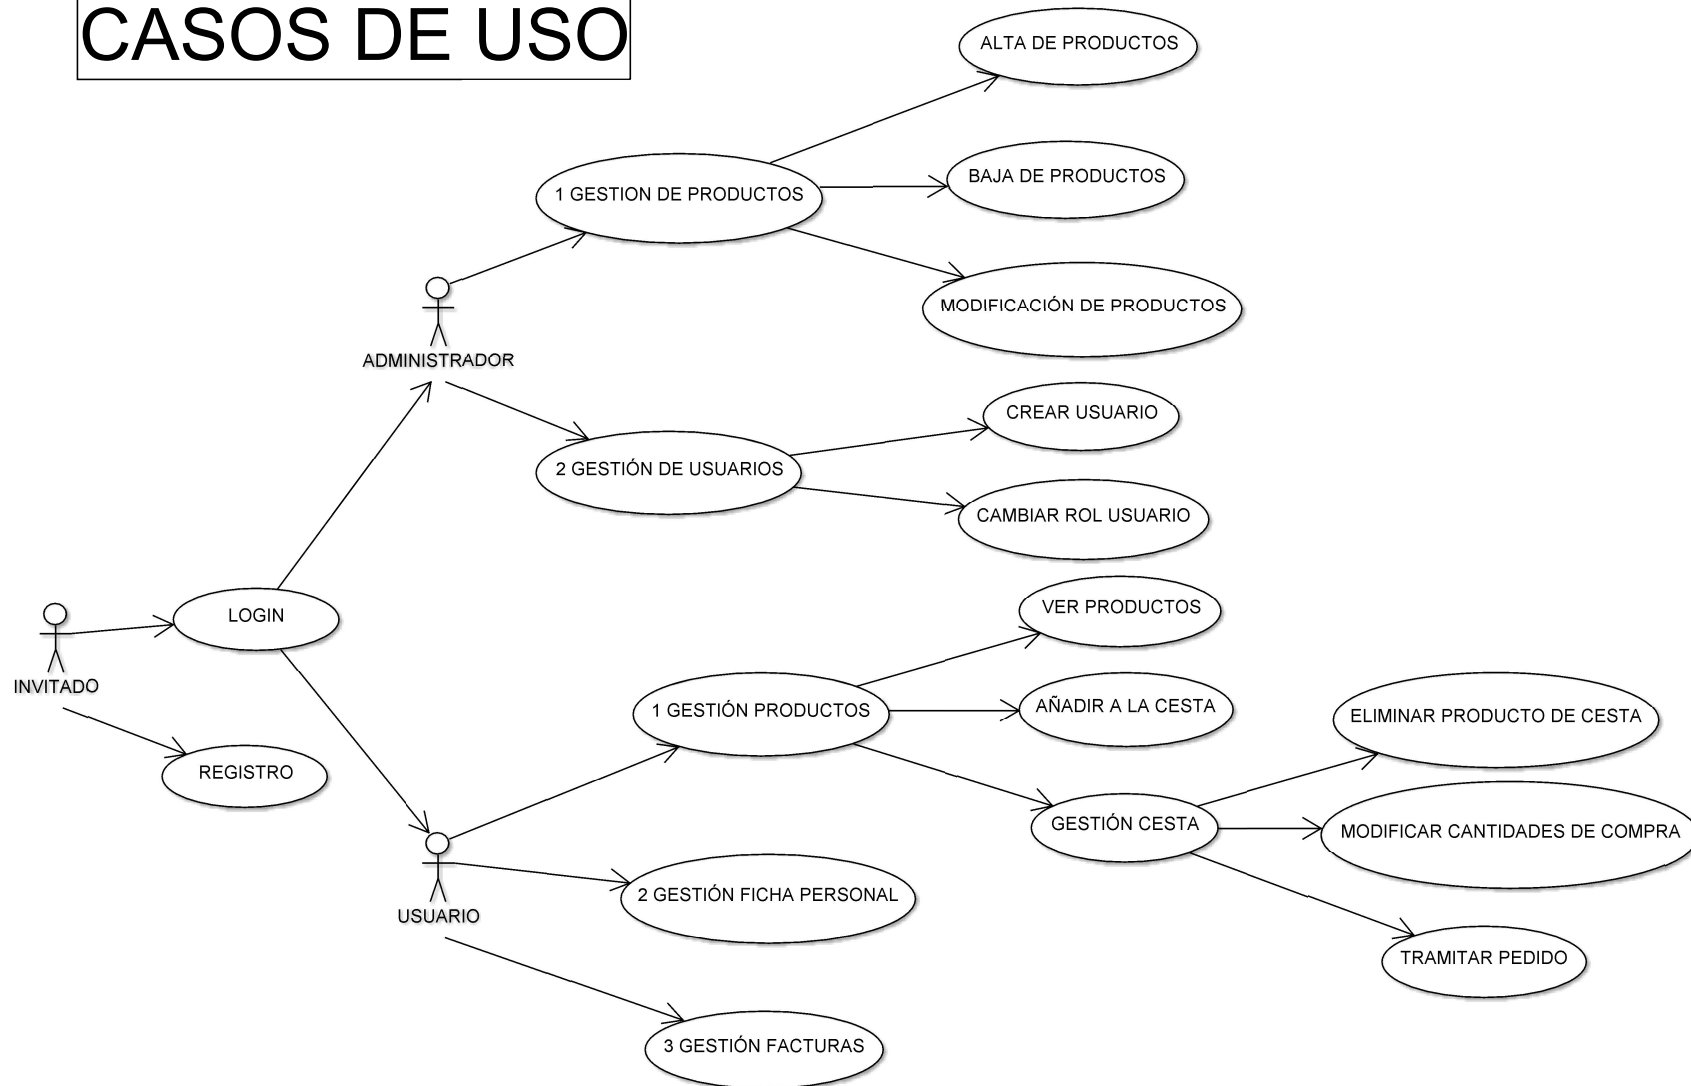 CASOS DE USO
ALTA DE PRODUCTOS
BAJA DE PRODUCTOS
1 GESTION DE PRODUCTOS
MODIFICACIÓN DE PRODUCTOS
ADMINISTRADOR
CREAR USUARIO
2 GESTIÓN DE USUARIOS
CAMBIAR ROL USUARIO
LOGIN
INVITADO
REGISTRO
VER PRODUCTOS
1 GESTIÓN PRODUCTOS
AÑADIR A LA CESTA
ELIMINAR PRODUCTO DE CESTA
GESTIÓN CESTA
MODIFICAR CANTIDADES DE COMPRA
TRAMITAR PEDIDO
2 GESTIÓN FICHA PERSONAL
USUARIO
3 GESTIÓN FACTURAS